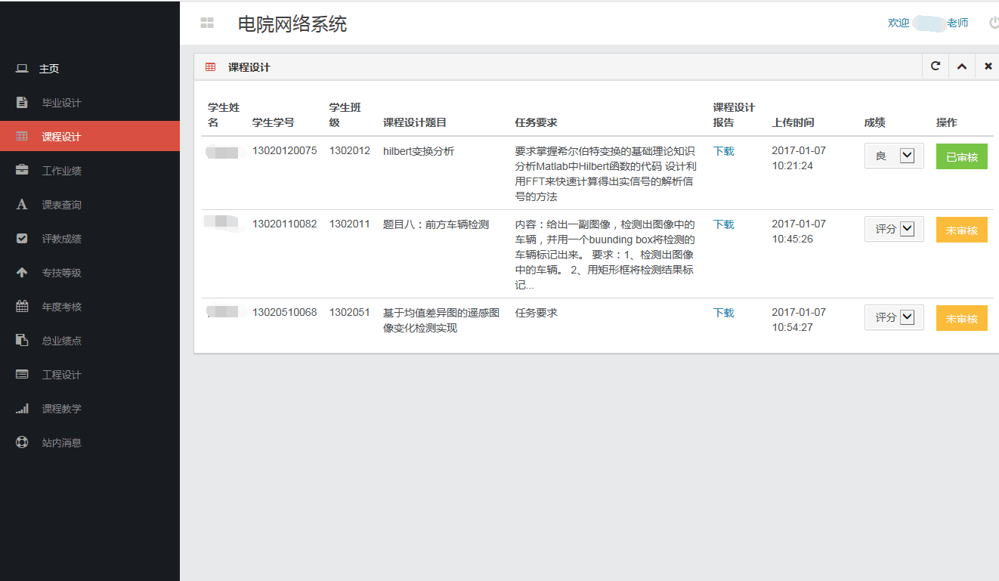 电院网络系统
欢迎
老师
主页
毕业设计
课程设计
工作业绩
课表查询
评教成绩
专技等级
年度考核
总业绩点
工程设计
课程教学
站内消息
课程设计
学生姓
名
学生学号
学生班
级
课程设计题目
任务要求
课程设计
报告
上传时间
成绩
操作
13020120075
1302012
hilbert变换分析
要求掌握希尔伯特变换的基础理论知识
分析Matlab中Hilbert函数的代码 设计利
用FFT来快速计算得出实信号的解析信
号的方法
下载
2017-01-07
10:21:24
良
已审核
13020110082
1302011
题目八：前方车辆检测
内容：给出一副图像，检测出图像中的
车辆，并用一个buunding box将检测的
车辆标记出来。 要求：1、检测出图像
中的车辆。 2、用矩形框将检测结果标
记...
下载
2017-01-07
10:45:26
评分
未审核
13020510068
1302051
基于均值差异图的遥感图
像变化检测实现
任务要求
下载
2017-01-07
10:54:27
评分
未审核